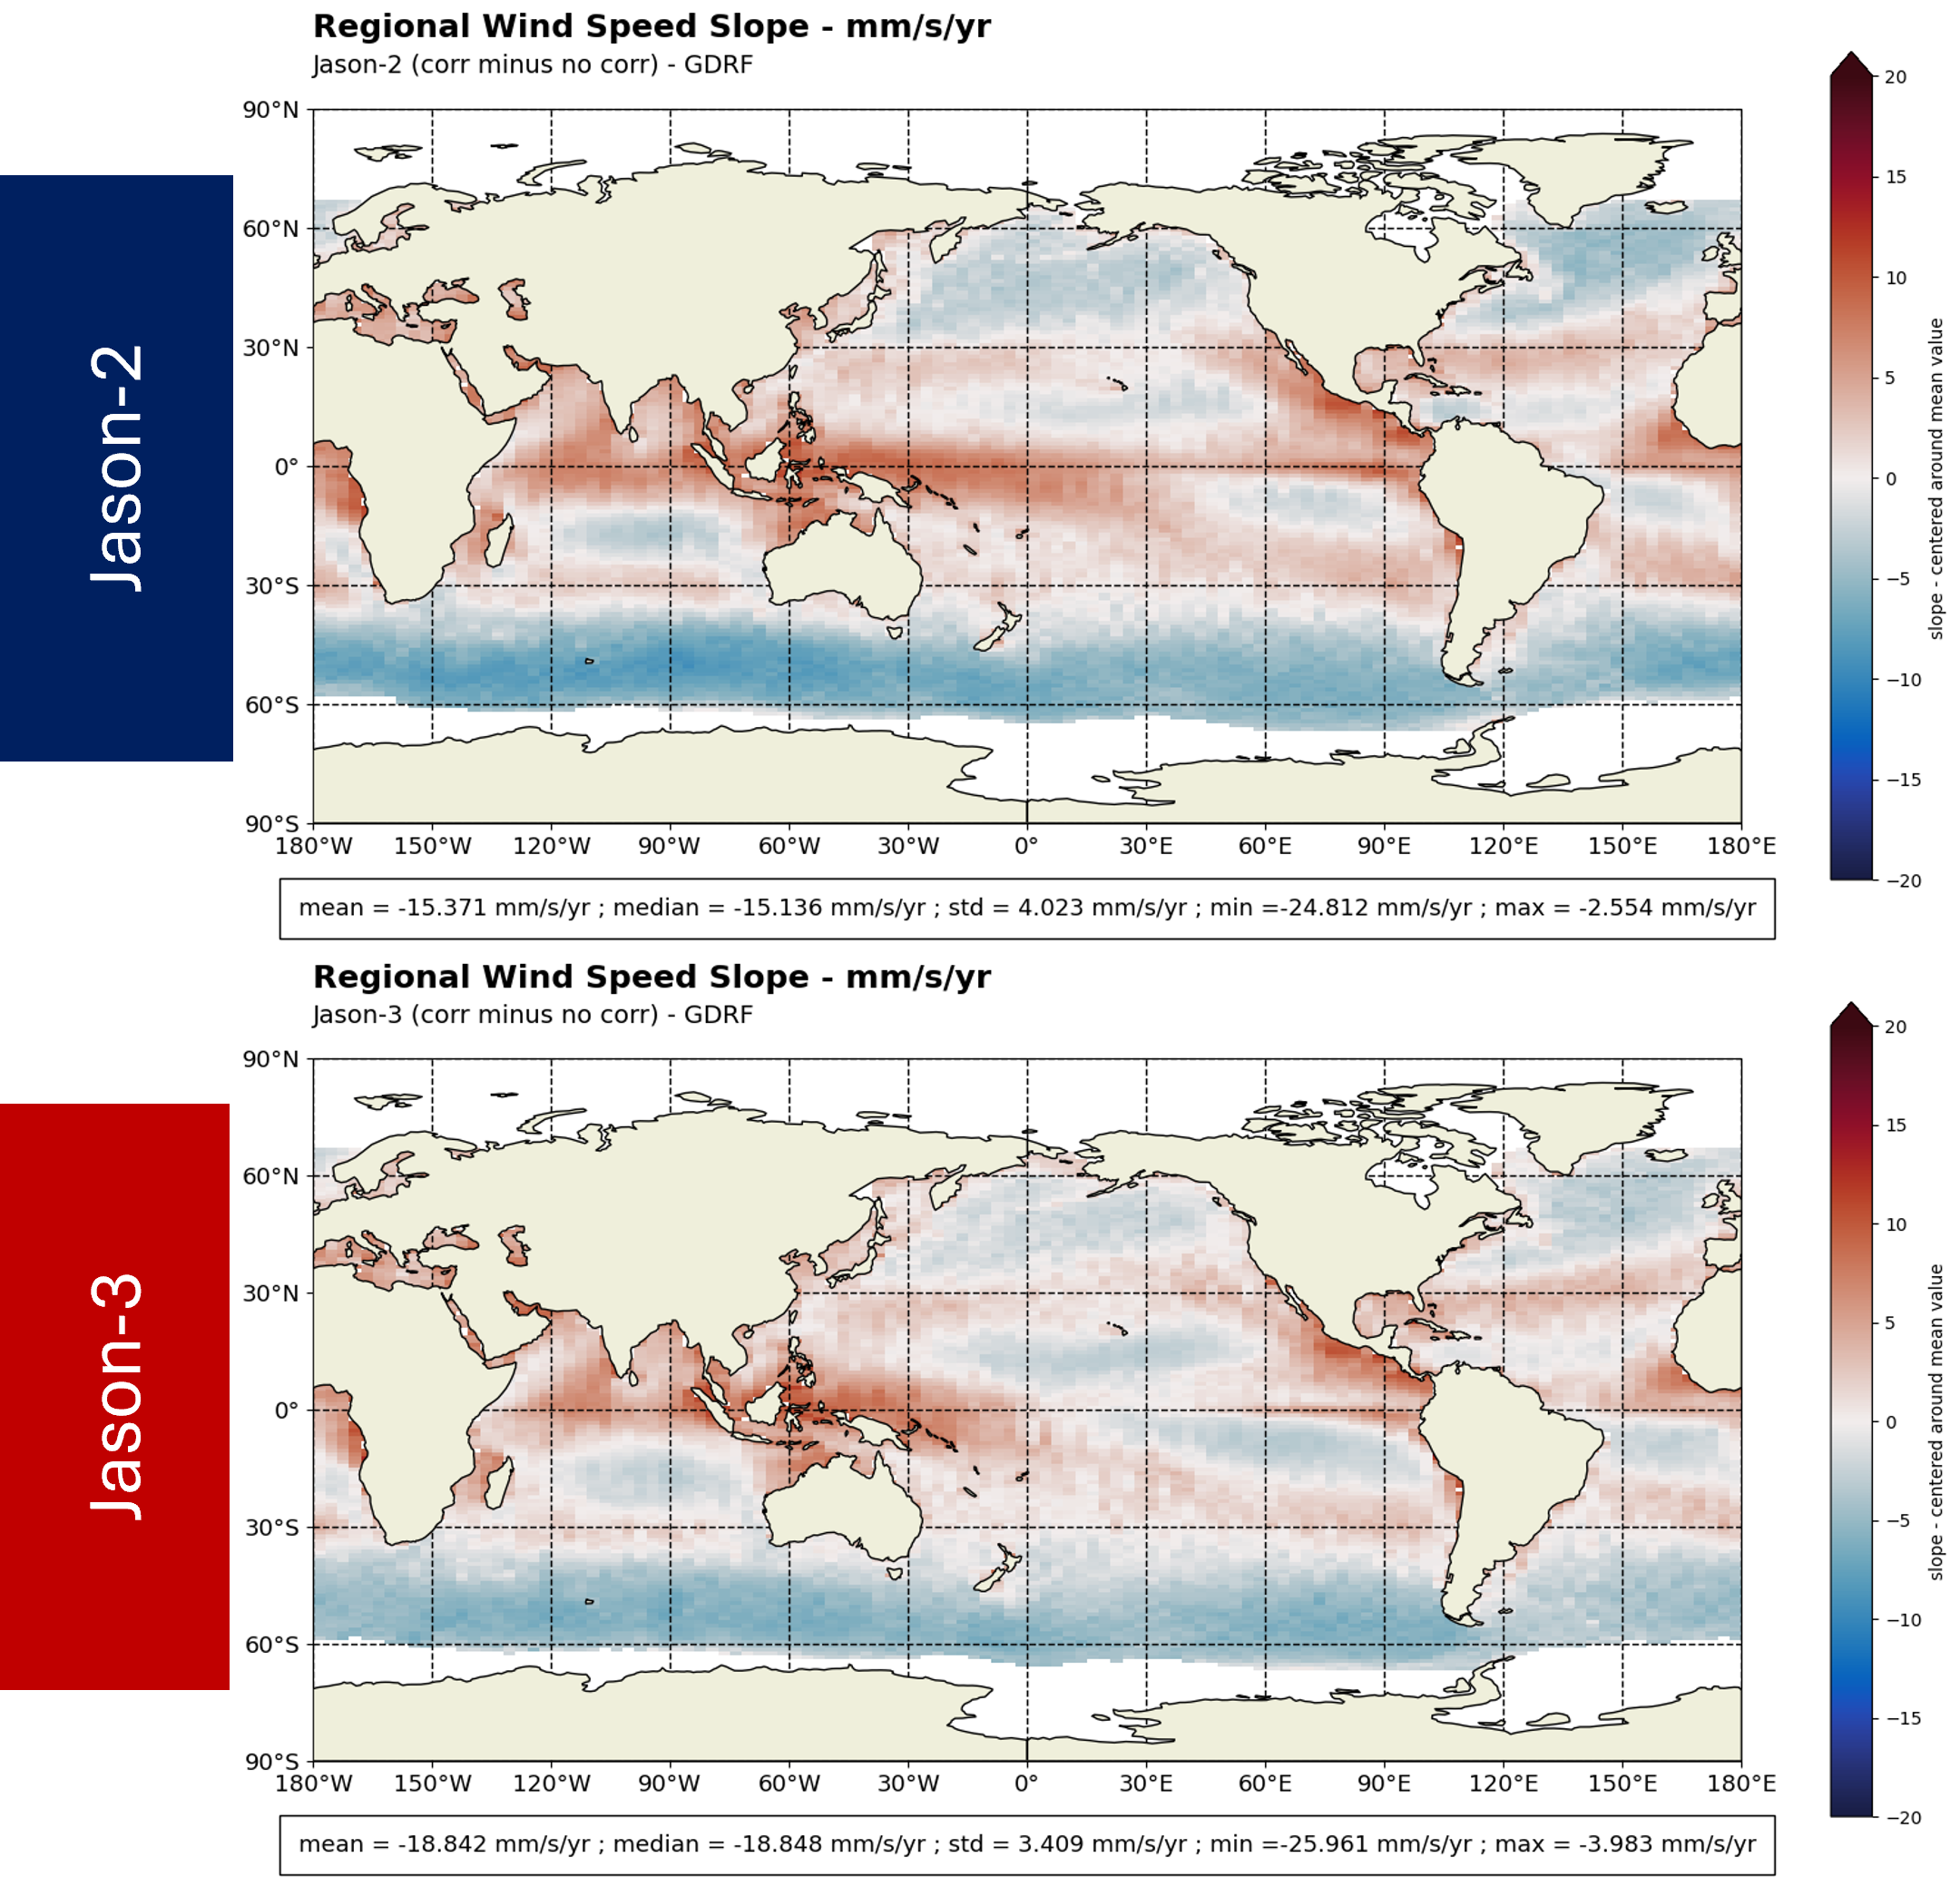 Regional Wind Speed Slope - mm/s/yr
Jason-2 (corr minus no corr) - GDRF
Jason-2
90°N
60°N
30°N
0°
30°S
60°S
90°S
180°W 150°W 120°W 90°W 60°W 30°W 0° 30°E 60°E 90°E 120°E 150°E 180°E
20
15
10
5
0
−5
−10
−15
−20
slope - centered around mean value
mean = -15.371 mm/s/yr ; median = -15.136 mm/s/yr ; std = 4.023 mm/s/yr ; min =-24.812 mm/s/yr ; max = -2.554 mm/s/yr
Regional Wind Speed Slope - mm/s/yr
Jason-3 (corr minus no corr) - GDRF
Jason-3
90°N
60°N
30°N
0°
30°S
60°S
90°S
180°W 150°W 120°W 90°W 60°W 30°W 0° 30°E 60°E 90°E 120°E 150°E 180°E
20
15
10
5
0
−5
−10
−15
−20
slope - centered around mean value
mean = -18.842 mm/s/yr ; median = -18.848 mm/s/yr ; std = 3.409 mm/s/yr ; min =-25.961 mm/s/yr ; max = -3.983 mm/s/yr